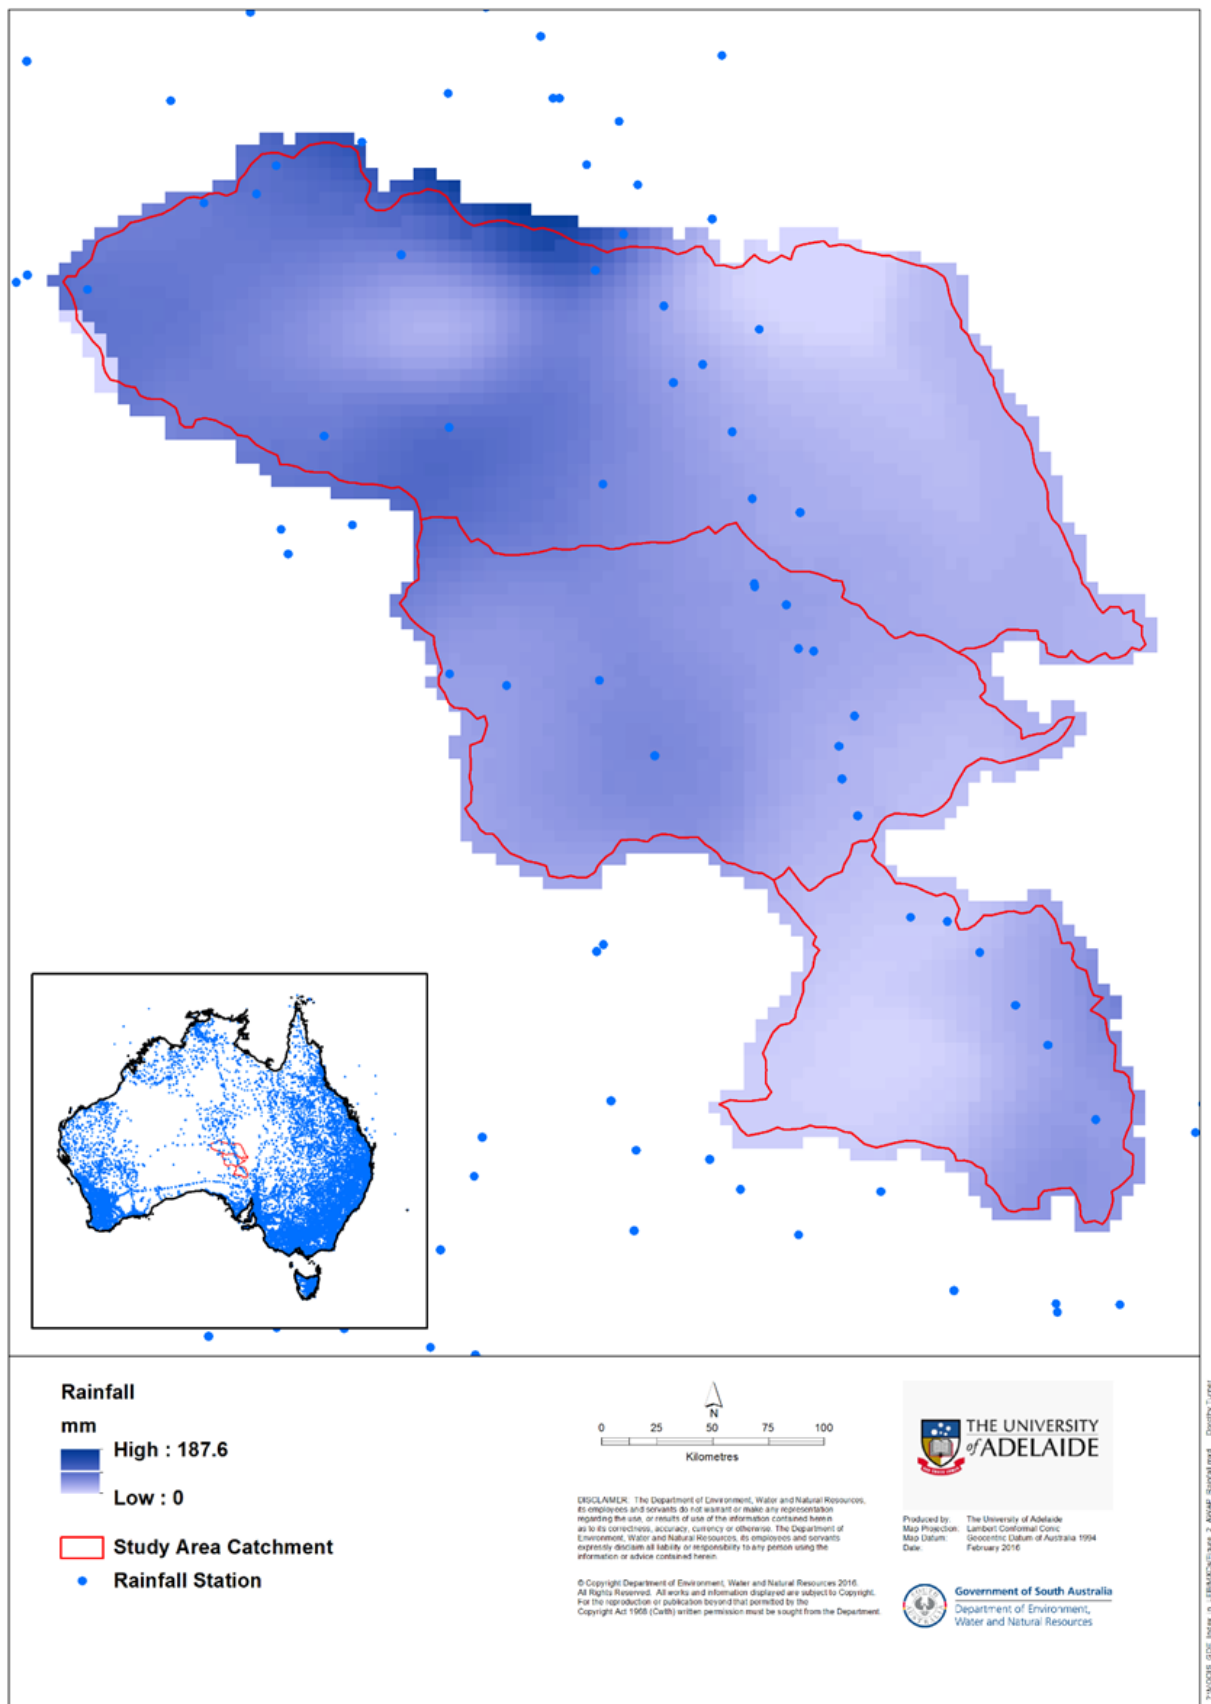 Rainfall
mm
High : 187.6
Low : 0
Study Area Catchment
Rainfall Station
N
0 25 50 75 100
Kilometres
DISCLAIMER: The Department of Environment, Water and Natural Resources,
its employees and servants do not warrant or make any representation
regarding the use, or results of use of the information contained herein
as to its correctness, accuracy, currency or otherwise. The Department of
Environment, Water and Natural Resources, its employees and servants
expressly disclaim all liability or responsibility to any person using the
information or advice contained herein.
© Copyright Department of Environment, Water and Natural Resources 2016.
All Rights Reserved. All works and information displayed are subject to Copyright.
For the reproduction or publication beyond that permitted by the
Copyright Act 1968 (Cwlth) written permission must be sought from the Department.
THE UNIVERSITY
of ADELAIDE
Produced by: The University of Adelaide
Map Projection: Lambert Conformal Conic
Map Datum: Geocentric Datum of Australia 1994
Date: February 2016
Government of South Australia
Department of Environment,
Water and Natural Resources